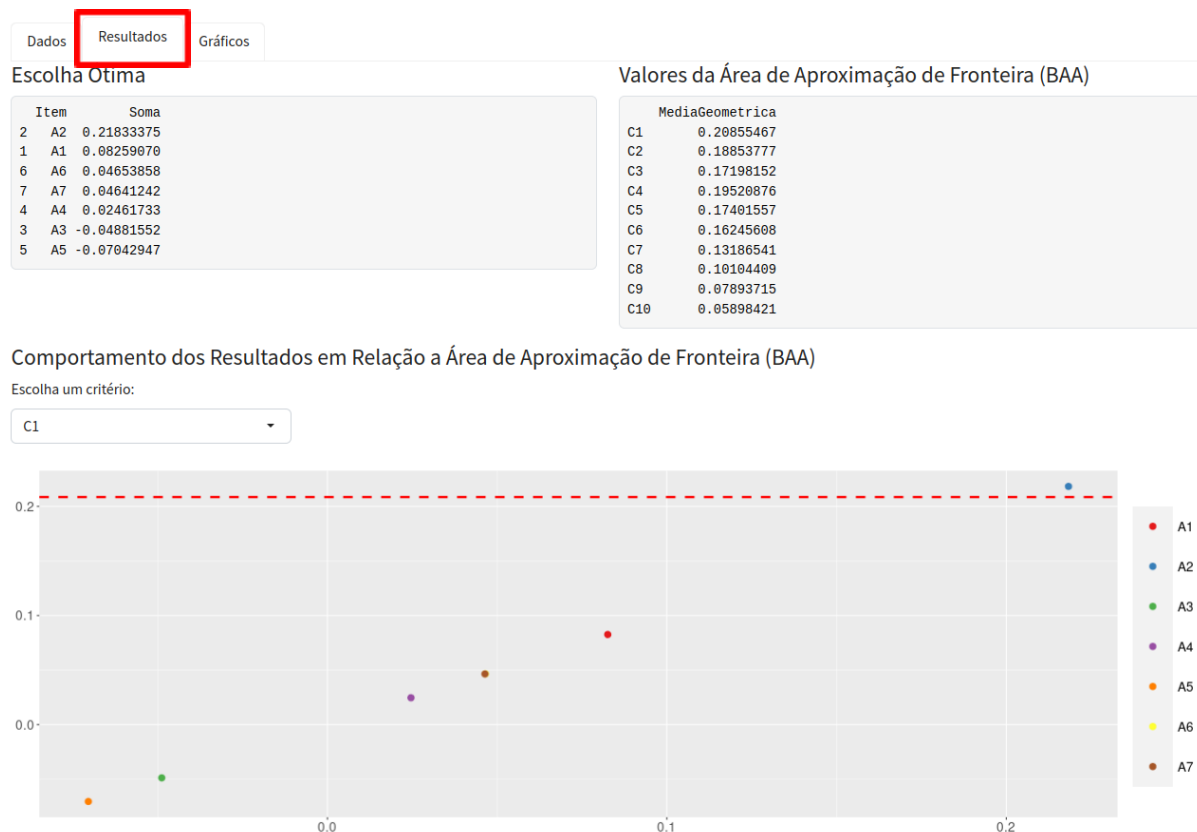 Dados Resultados Gráficos
Escolha Otima
Item Soma
2 A2 0.21833375
1 A1 0.08259070
6 A6 0.04653858
7 A7 0.04641242
4 A4 0.02461733
3 A3 -0.04881552
5 A5 -0.07042947
Valores da Área de Aproximação de Fronteira (BAA)
MediaGeometrica
C1 0.20855467
C2 0.18853777
C3 0.17198152
C4 0.19520876
C5 0.17401557
C6 0.16245608
C7 0.13186541
C8 0.10104409
C9 0.07893715
C10 0.05898421
Comportamento dos Resultados em Relação a Área de Aproximação de Fronteira (BAA)
Escolha um critério:
C1
0.2
0.1
0.0
0.0 0.1 0.2
A1
A2
A3
A4
A5
A6
A7